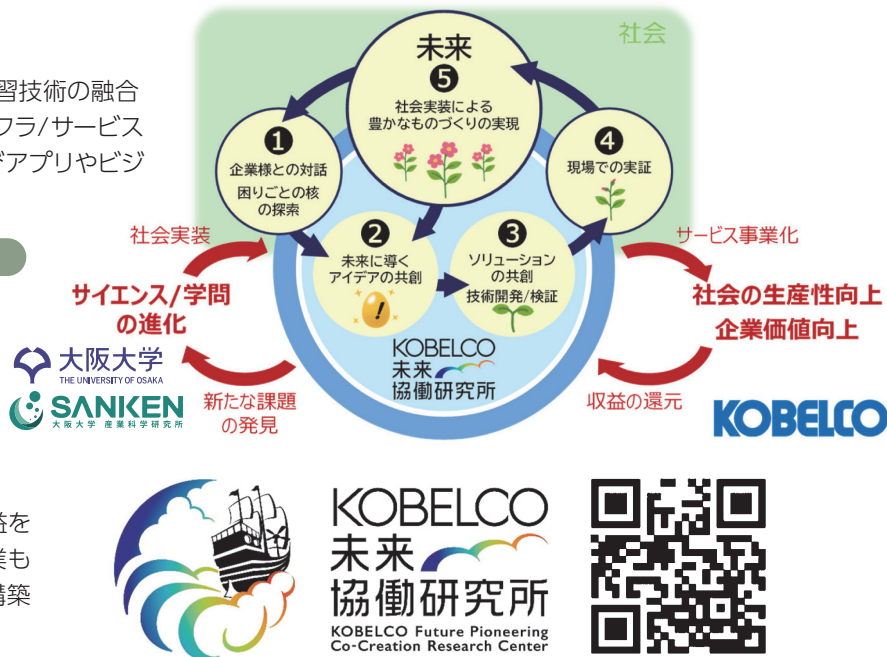 習技術の融合
フラ/サービス
アプリやビジ
社会
未来
❺
社会実装による
豊かなものづくりの実現
❶
企業様との対話
困りごとの核
の探索
❹
現場での実証
❷
未来に導く
アイデアの共創
❸
ソリューション
の共創
技術開発/検証
社会実装
サイエンス/学問
の進化
新たな課題
の発見
サービス事業化
社会の生産性向上
企業価値向上
収益の還元
KOBELCO
未来
協働研究所
大阪大学
THE UNIVERSITY OF OSAKA
SANKEN
大阪大学 産業科学研究所
KOBELCO
益を
業も
構築
KOBELCO
未来
協働研究所
KOBELCO Future Pioneering
Co-Creation Research Center